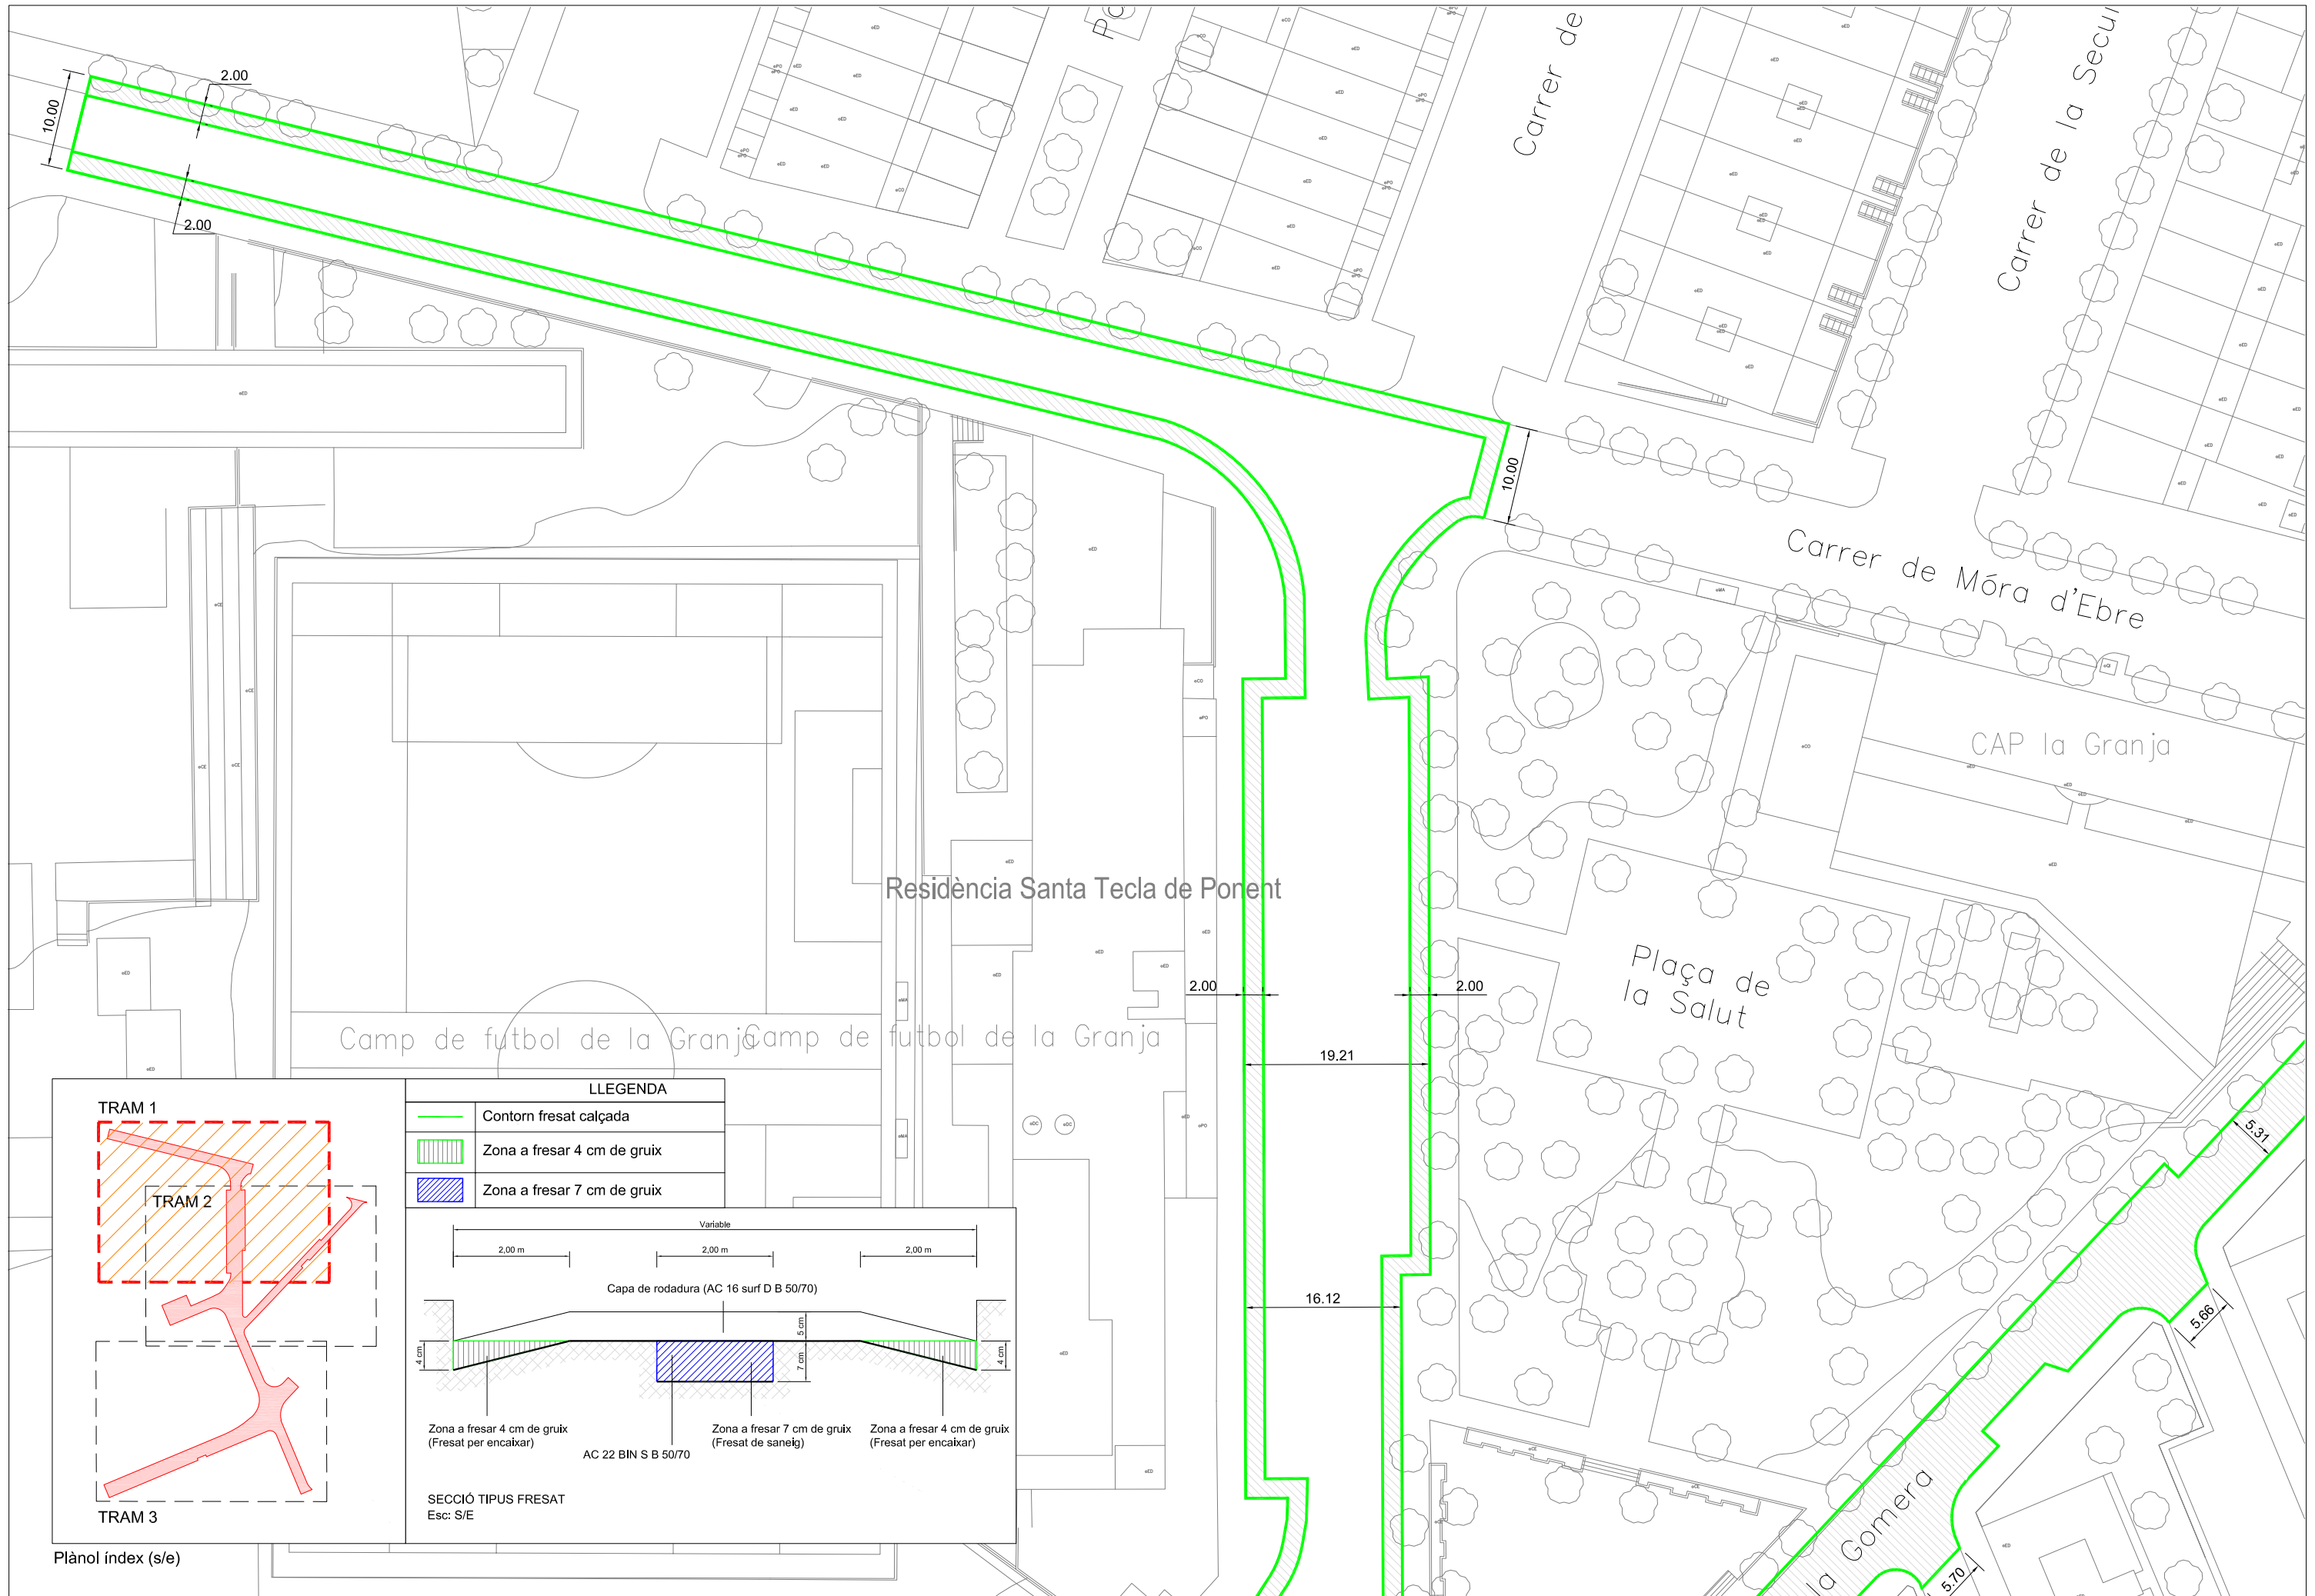 2.00
10.00
2.00
Carrer de
Carrer de la Secui
10.00
Carrer de Móra d'Ebre
CAP la Granja
Residència Santa Tecla de Ponent
Plaça de
la Salut
2.00
2.00
19.21
16.12
Camp de futbol de la Granja
Camp de futbol de la Granja
5.31
5.66
5.70
la Gomera
TRAM 1
TRAM 2
TRAM 3
Plànol índex (s/e)
LLEGENDA
Contorn fresat calçada
Zona a fresar 4 cm de gruix
Zona a fresar 7 cm de gruix
Variable
2,00 m
2,00 m
2,00 m
Capa de rodadura (AC 16 surf D B 50/70)
5 cm
4 cm
7 cm
4 cm
Zona a fresar 4 cm de gruix
(Fresat per encaixar)
AC 22 BIN S B 50/70
Zona a fresar 7 cm de gruix
(Fresat de saneig)
Zona a fresar 4 cm de gruix
(Fresat per encaixar)
SECCIÓ TIPUS FRESAT
Esc: S/E